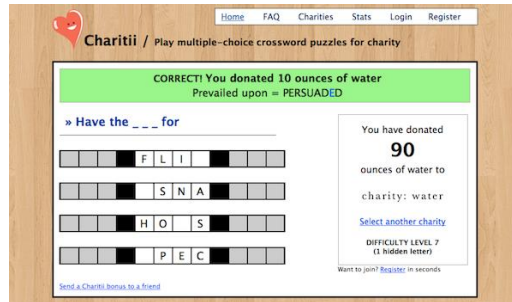 Home FAQ Charities Stats Login Register
Charitii / Play multiple-choice crossword puzzles for charity
CORRECT! You donated 10 ounces of water
Prevailed upon = PERSUADED
» Have the _ _ _ for
F L I
S N A
H O S
P E C
Send a Charitii bonus to a friend
You have donated
90
ounces of water to
charity: water
Select another charity
DIFFICULTY LEVEL 7
(1 hidden letter)
Want to join? Register in seconds